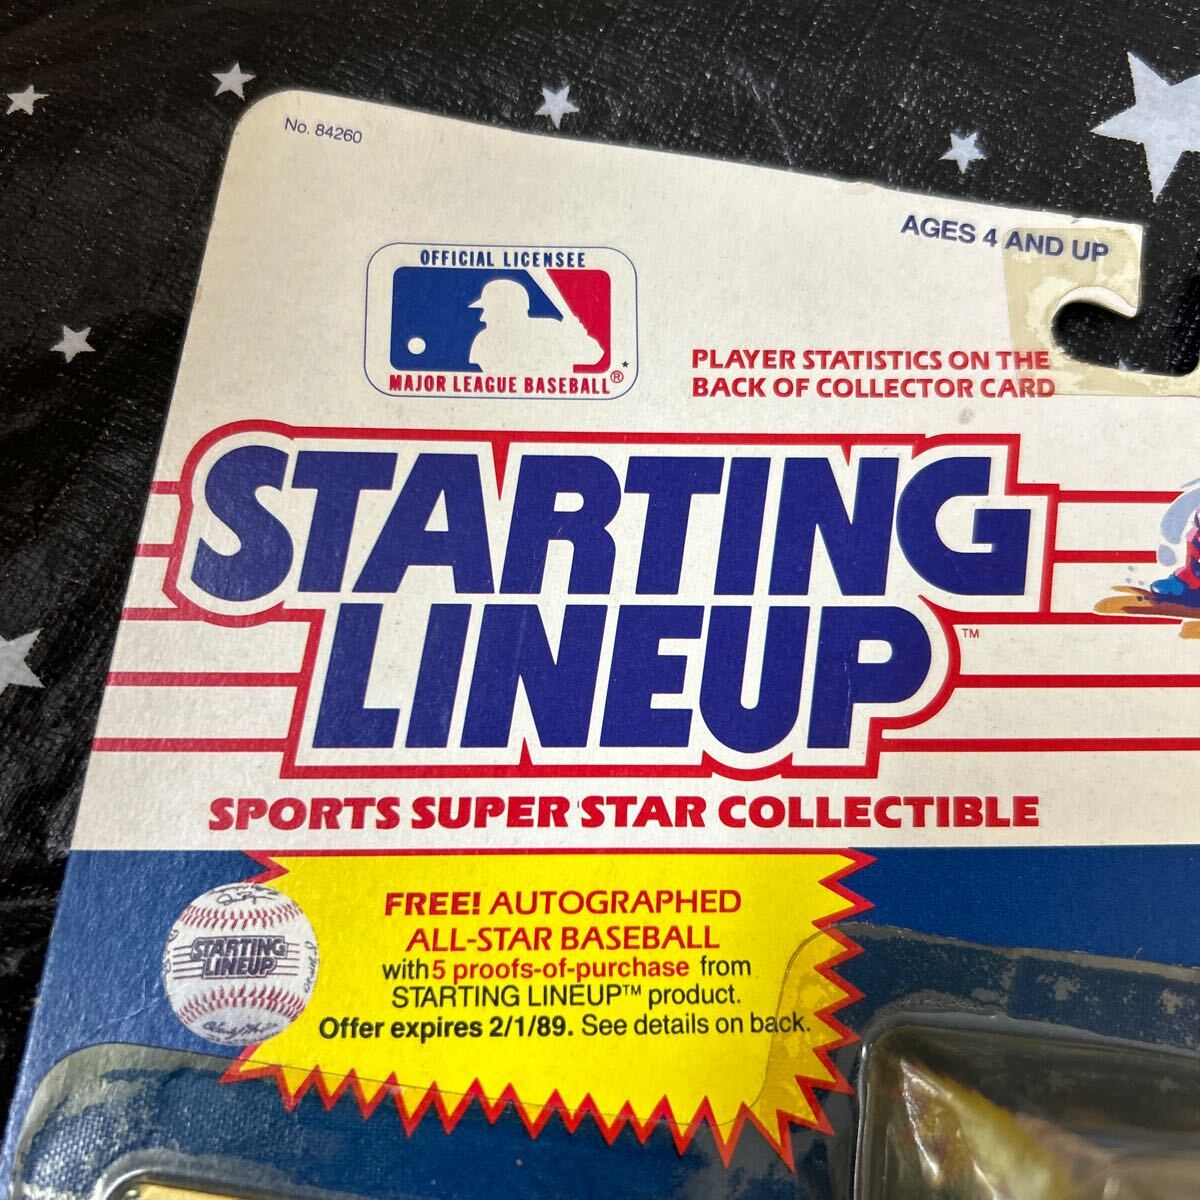 No. 84260
AGES 4 AND UP
OFFICIAL LICENSEE
MAJOR LEAGUE BASEBALL®
PLAYER STATISTICS ON THE
BACK OF COLLECTOR CARD
STARTING
LINEUP™
SPORTS SUPER STAR COLLECTIBLE
FREE! AUTOGRAPHED
ALL-STAR BASEBALL
with 5 proofs-of-purchase from
STARTING LINEUP™ product.
Offer expires 2/1/89. See details on back.
STARTING
LINEUP